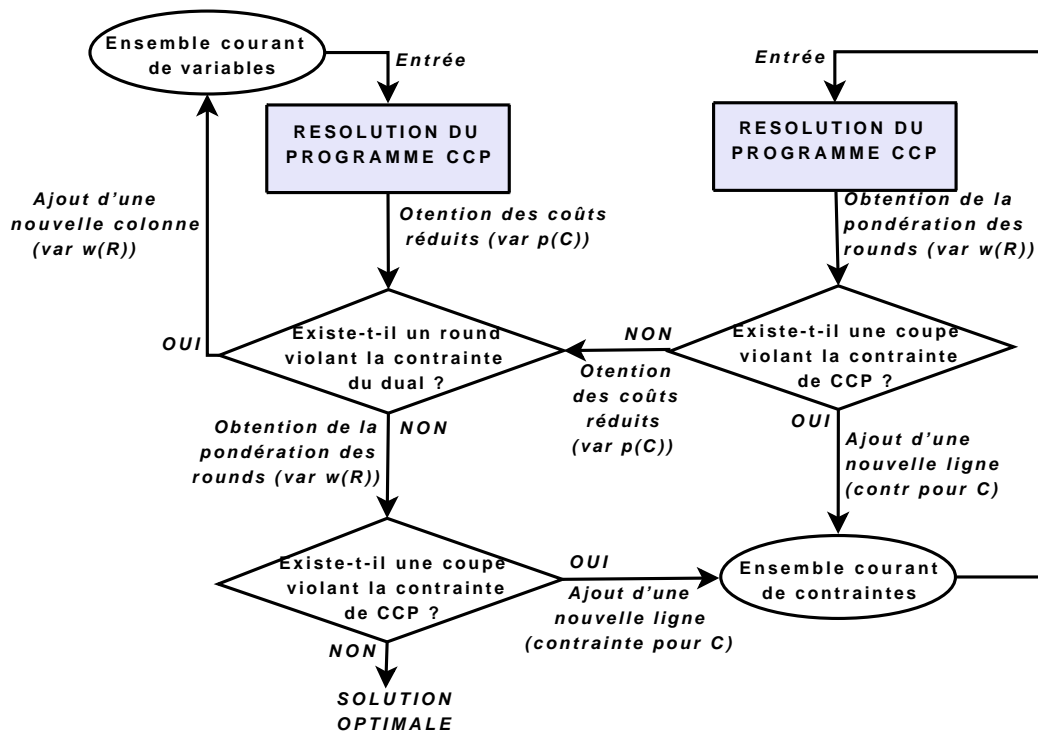 Ensemble courant
de variables
Entrée
RESOLUTION DU
PROGRAMME CCP
Ajout d'une
nouvelle colonne
(var w(R))
Otention des coûts
réduits (var p(C))
OUI
Existe-t-il un round
violant la contrainte
du dual ?
Obtention de la
pondération des
rounds (var w(R))
NON
Existe-t-il une coupe
violant la contrainte
de CCP ?
NON
SOLUTION
OPTIMALE
OUI
Ajout d'une
nouvelle ligne
(contrainte pour C)
Entrée
RESOLUTION DU
PROGRAMME CCP
Obtention de la
pondération des
rounds (var w(R))
NON
Otention
des coûts
réduits
(var p(C))
Existe-t-il une coupe
violant la contrainte
de CCP ?
OUI
Ajout d'une
nouvelle ligne
(contr pour C)
Ensemble courant
de contraintes